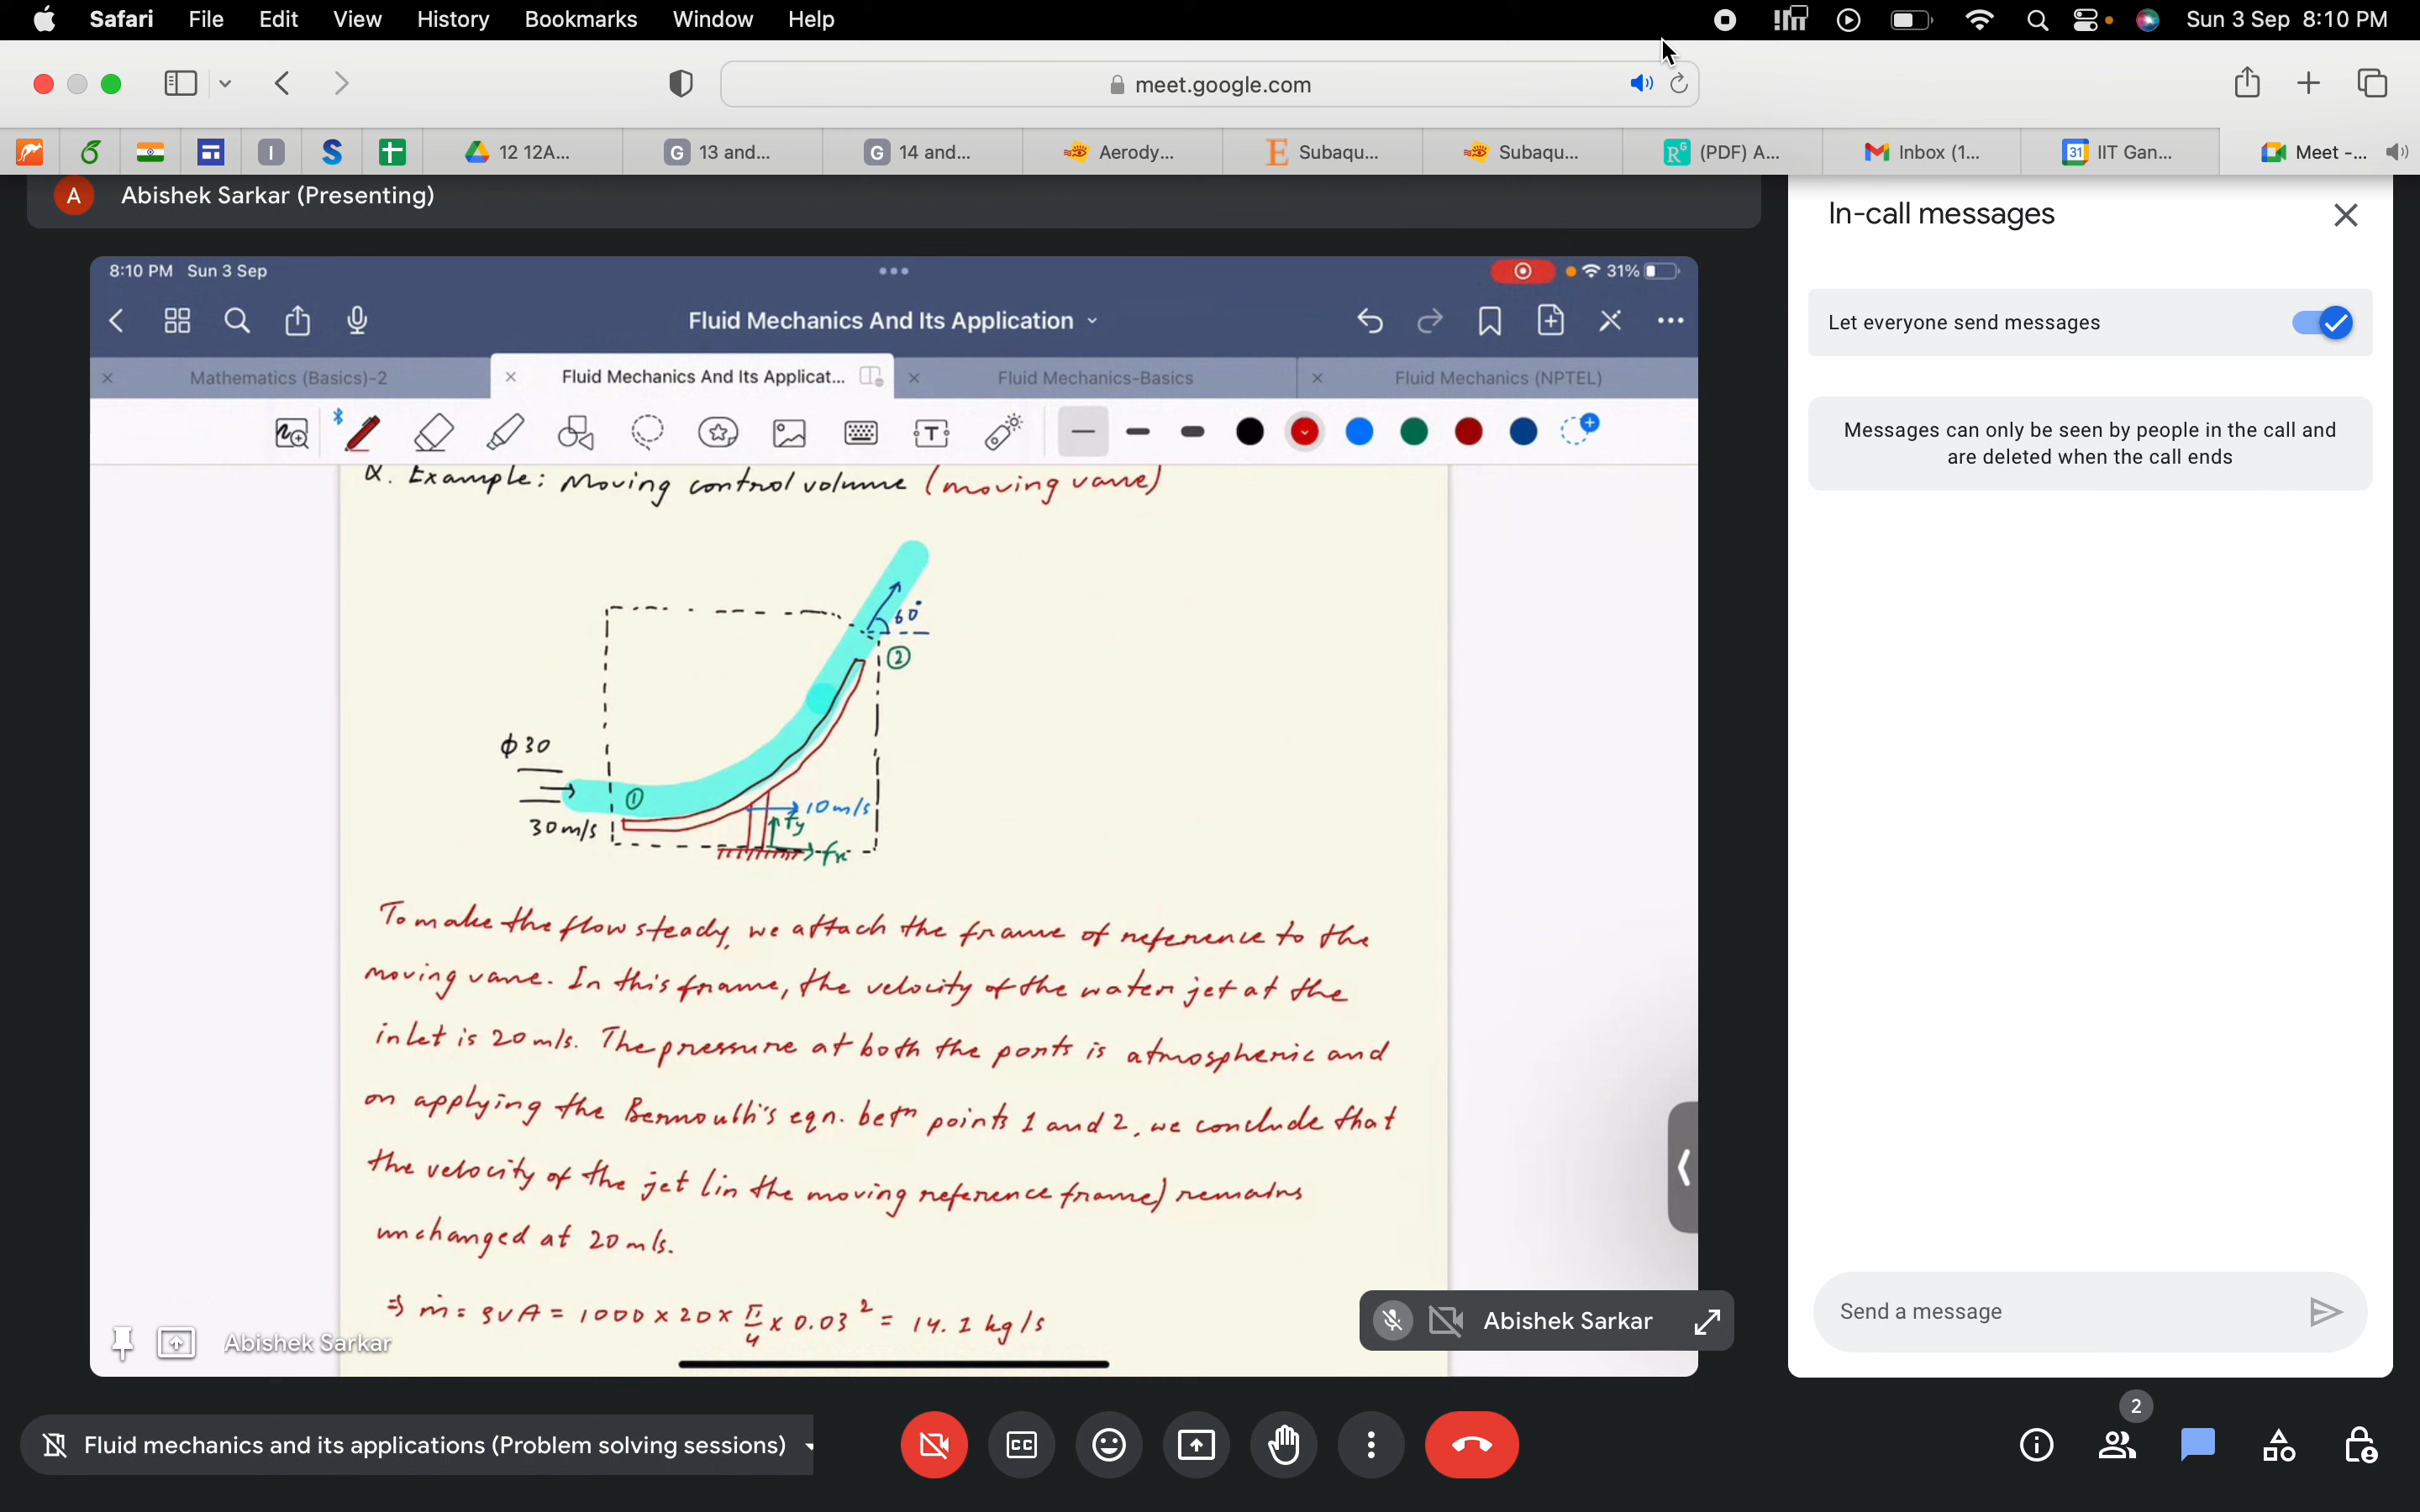 Safari File Edit View History Bookmarks Window Help Sun 3 Sep 8:10 PM
meet.google.com
12 12A... G 13 and... G 14 and... Aerody... E Subaqu... Subaqu... (PDF) A... Inbox (1... 31 IIT Gan... Meet -...
A Abishek Sarkar (Presenting)
8:10 PM Sun 3 Sep
31%
Fluid Mechanics And Its Application
Mathematics (Basics)-2
Fluid Mechanics And Its Applicat...
Fluid Mechanics-Basics
Fluid Mechanics (NPTEL)
Example: Moving control volume (moving vane)
60°
②
ϕ30
①
30m/s
10m/s
Fy
Fx
To make the flow steady, we attach the frame of reference to the
moving vane. In this frame, the velocity of the water jet at the
inlet is 20 m/s. The pressure at both the ports is atmospheric and
on applying the Bernoulli's eqn. betⁿ points 1 and 2, we conclude that
the velocity of the jet (in the moving reference frame) remains
unchanged at 20 m/s.
⇒ ṁ = ρVA = 1000 × 20 × π/4 × 0.03² = 14.1 kg/s
Abishek Sarkar
Abishek Sarkar
In-call messages
Let everyone send messages
Messages can only be seen by people in the call and
are deleted when the call ends
Send a message
Fluid mechanics and its applications (Problem solving sessions)
CC
2